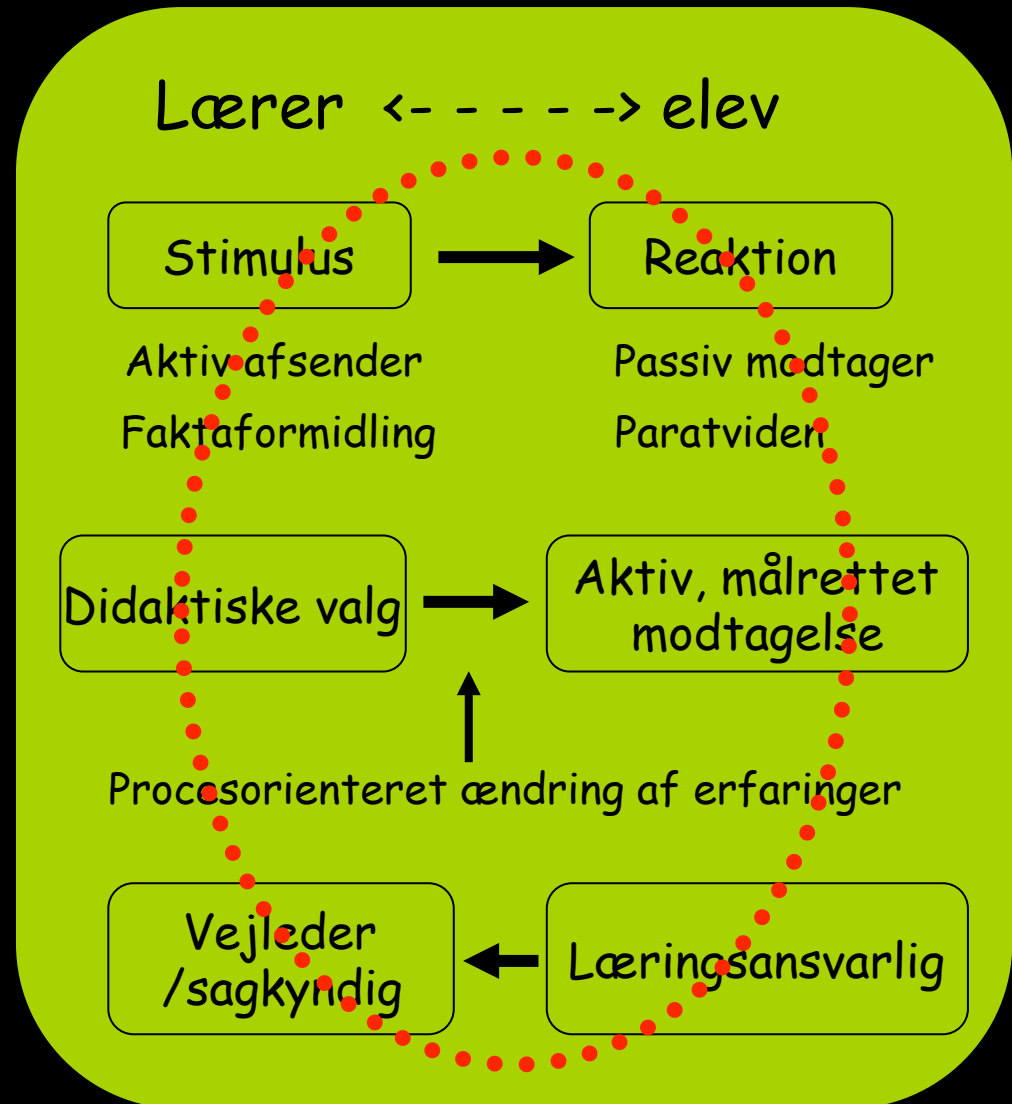 Lærer <- - - - -> elev
Stimulus
Reaktion
Aktiv afsender
Passiv modtager
Faktaformidling
Paratviden
Didaktiske valg
Aktiv, målrettet
modtagelse
Procesorienteret ændring af erfaringer
Vejleder
/sagkyndig
Læringsansvarlig